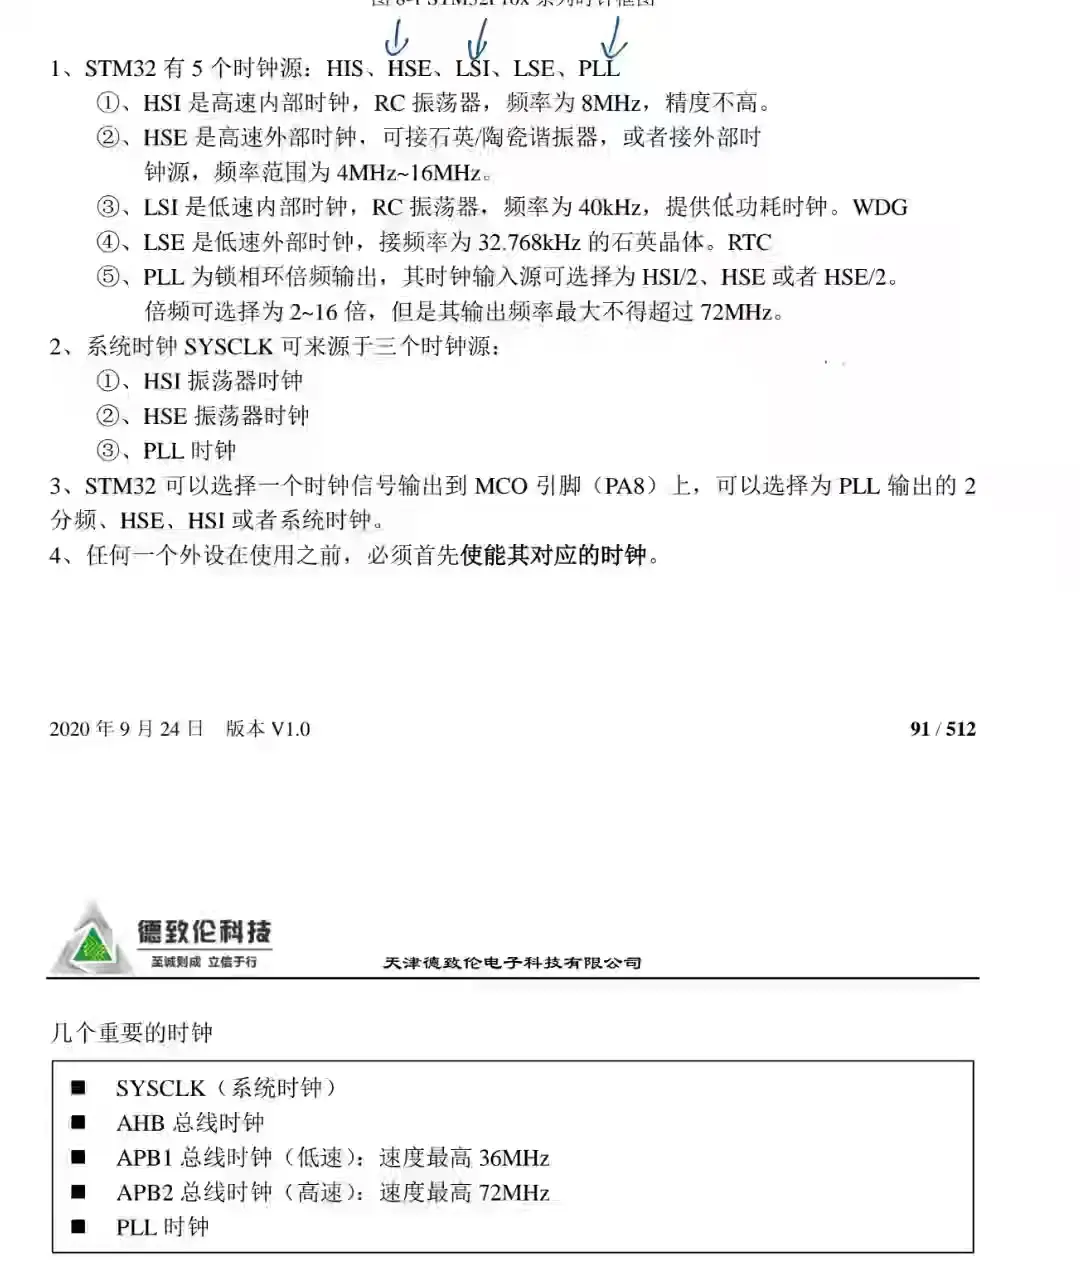 图 8-1 STM32F10x 系列时钟框图
1、STM32 有 5 个时钟源：HIS、HSE、LSI、LSE、PLL
①、HSI 是高速内部时钟，RC 振荡器，频率为 8MHz，精度不高。
②、HSE 是高速外部时钟，可接石英/陶瓷谐振器，或者接外部时
钟源，频率范围为 4MHz~16MHz。
③、LSI 是低速内部时钟，RC 振荡器，频率为 40kHz，提供低功耗时钟。WDG
④、LSE 是低速外部时钟，接频率为 32.768kHz 的石英晶体。RTC
⑤、PLL 为锁相环倍频输出，其时钟输入源可选择为 HSI/2、HSE 或者 HSE/2。
倍频可选择为 2~16 倍，但是其输出频率最大不得超过 72MHz。
2、系统时钟 SYSCLK 可来源于三个时钟源：
①、HSI 振荡器时钟
②、HSE 振荡器时钟
③、PLL 时钟
3、STM32 可以选择一个时钟信号输出到 MCO 引脚（PA8）上，可以选择为 PLL 输出的 2
分频、HSE、HSI 或者系统时钟。
4、任何一个外设在使用之前，必须首先使能其对应的时钟。
2020 年 9 月 24 日 版本 V1.0 91 / 512
德致伦科技
至诚则成 立信于行
天津德致伦电子科技有限公司
几个重要的时钟
■ SYSCLK（系统时钟）
■ AHB 总线时钟
■ APB1 总线时钟（低速）：速度最高 36MHz
■ APB2 总线时钟（高速）：速度最高 72MHz
■ PLL 时钟